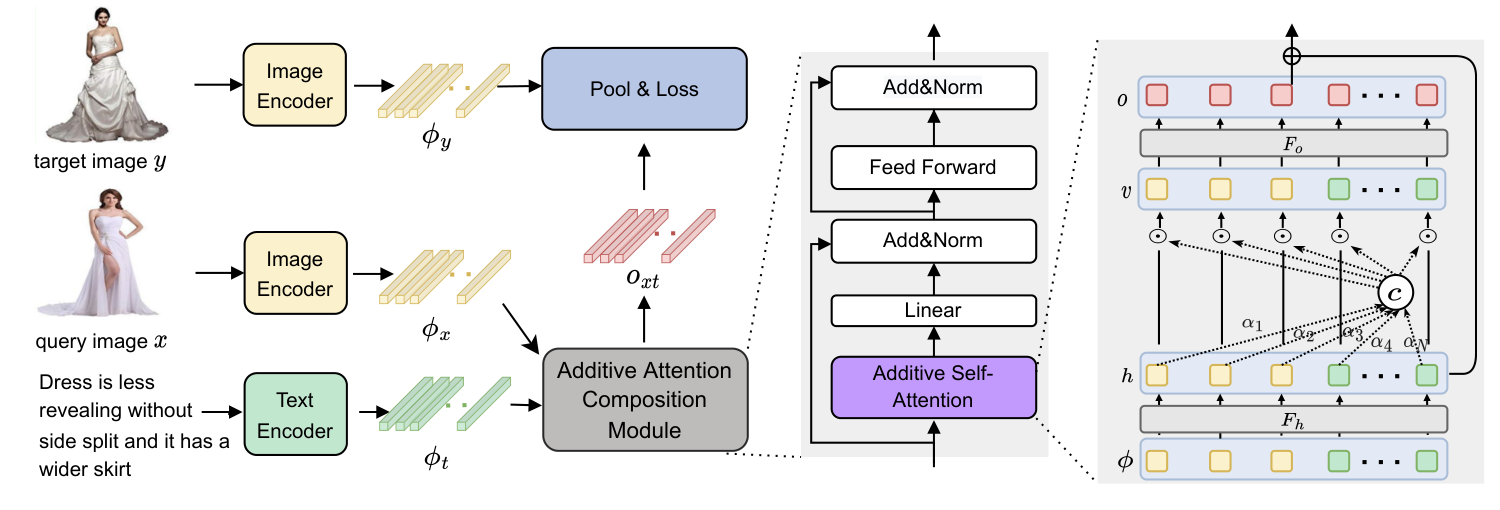 target image y
Image
Encoder
ϕ_y
Pool & Loss
query image x
Image
Encoder
ϕ_x
o_xt
Dress is less
revealing without
side split and it has a
wider skirt
Text
Encoder
ϕ_t
Additive Attention
Composition
Module
Add&Norm
Feed Forward
Add&Norm
Linear
Additive Self-
Attention
o
F_o
v
c
α_1
α_2
α_3
α_4
α_N
h
F_h
ϕ